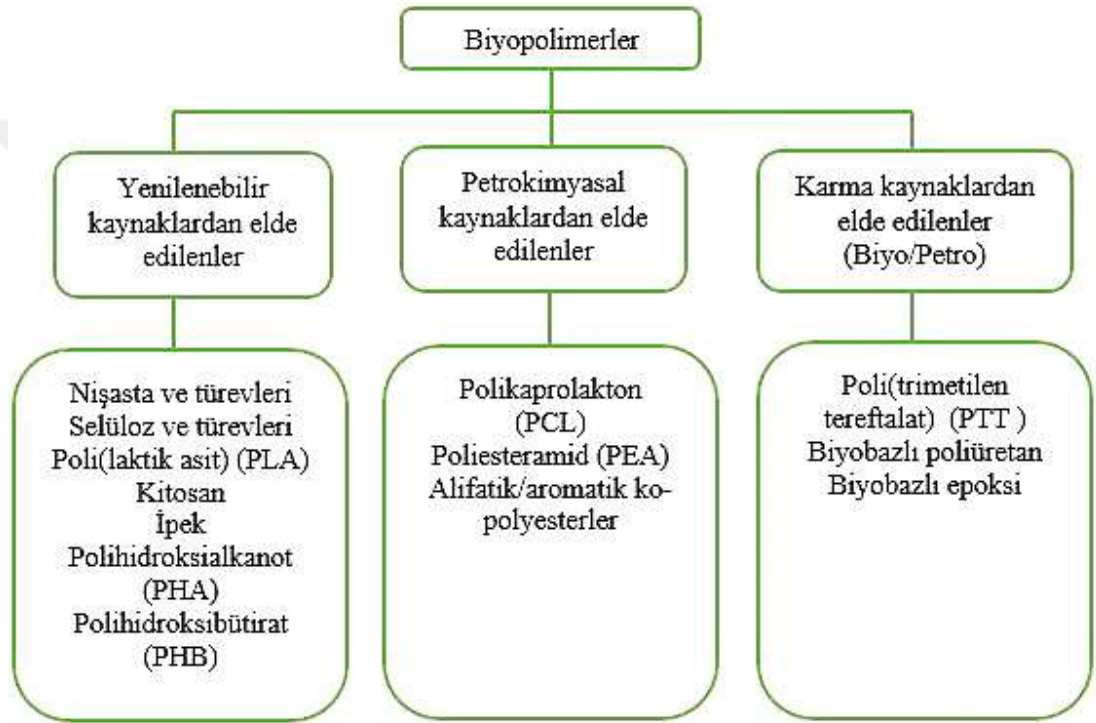 Biyopolimerler
Yenilenebilir
kaynaklardan elde
edilenler
Petrokimyasal
kaynaklardan elde
edilenler
Karma kaynaklardan
elde edilenler
(Biyo/Petro)
Nişasta ve türevleri
Selüloz ve türevleri
Poli(laktik asit) (PLA)
Kitosan
İpek
Polihidroksialkanot
(PHA)
Polihidroksibütirat
(PHB)
Polikaprolakton
(PCL)
Poliesteramid (PEA)
Alifatik/aromatik ko-
polyesterler
Poli(trimetilen
tereftalat) (PTT )
Biyobazlı poliüretan
Biyobazlı epoksi